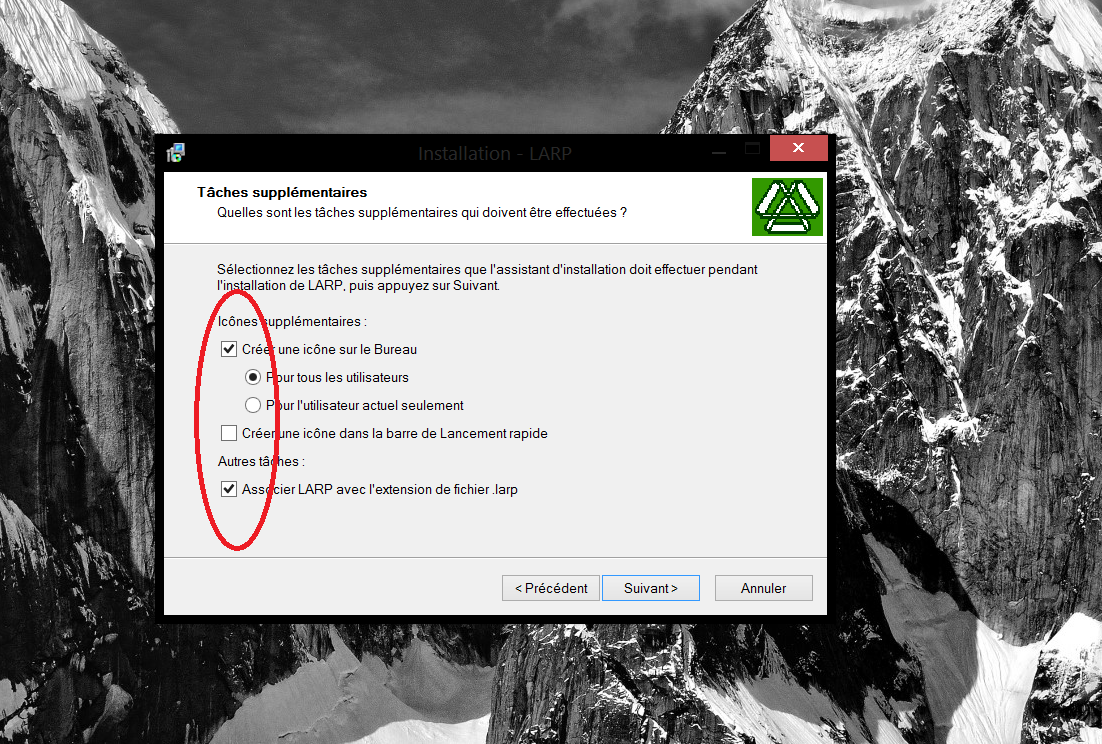 Installation - LARP
Tâches supplémentaires
Quelles sont les tâches supplémentaires qui doivent être effectuées ?
Sélectionnez les tâches supplémentaires que l'assistant d'installation doit effectuer pendant
l'installation de LARP, puis appuyez sur Suivant.
Icônes supplémentaires :
Créer une icône sur le Bureau
Pour tous les utilisateurs
Pour l'utilisateur actuel seulement
Créer une icône dans la barre de Lancement rapide
Autres tâches :
Associer LARP avec l'extension de fichier .larp
< Précédent
Suivant >
Annuler